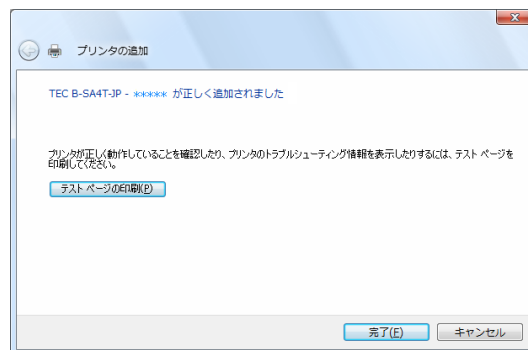 プリンタの追加
TEC B-SA4T-JP - ***** が正しく追加されました
プリンタが正しく動作していることを確認したり、プリンタのトラブルシューティング情報を表示したりするには、テスト ページを
印刷してください。
テスト ページの印刷(P)
完了(F)
キャンセル